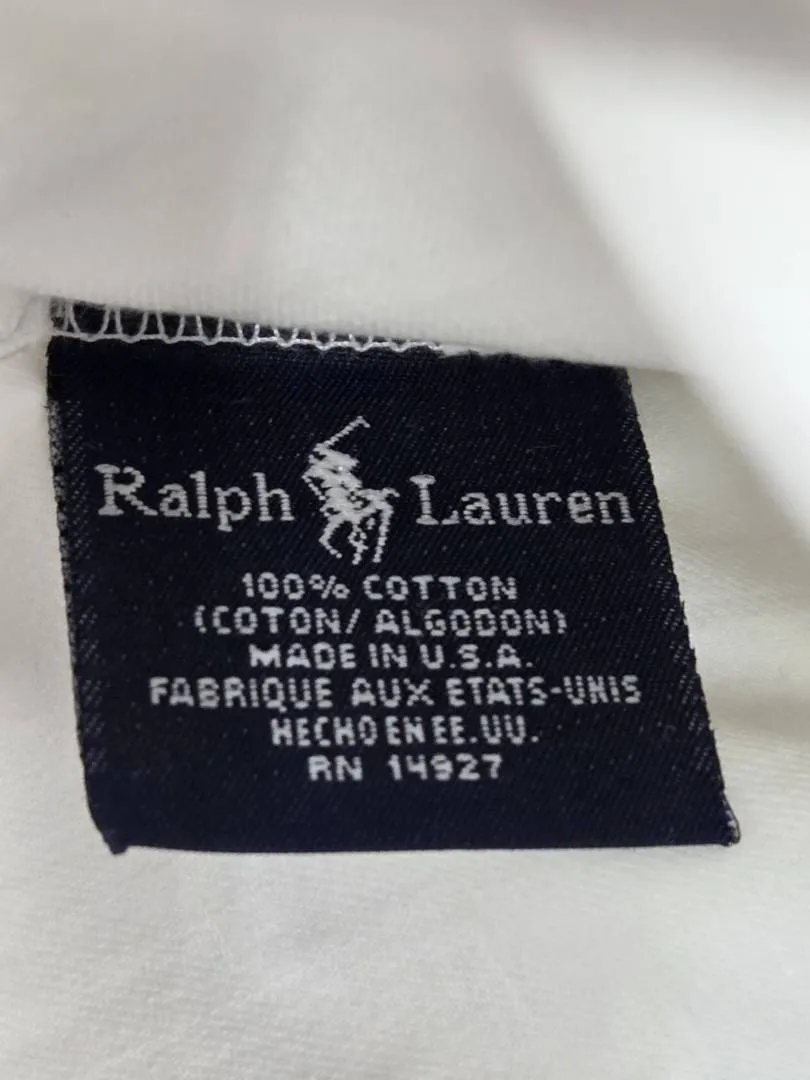 Ralph Lauren
100% COTTON
(COTON/ ALGODON)
MADE IN U.S.A.
FABRIQUE AUX ETATS-UNIS
HECHO EN EE.UU.
RN 14927